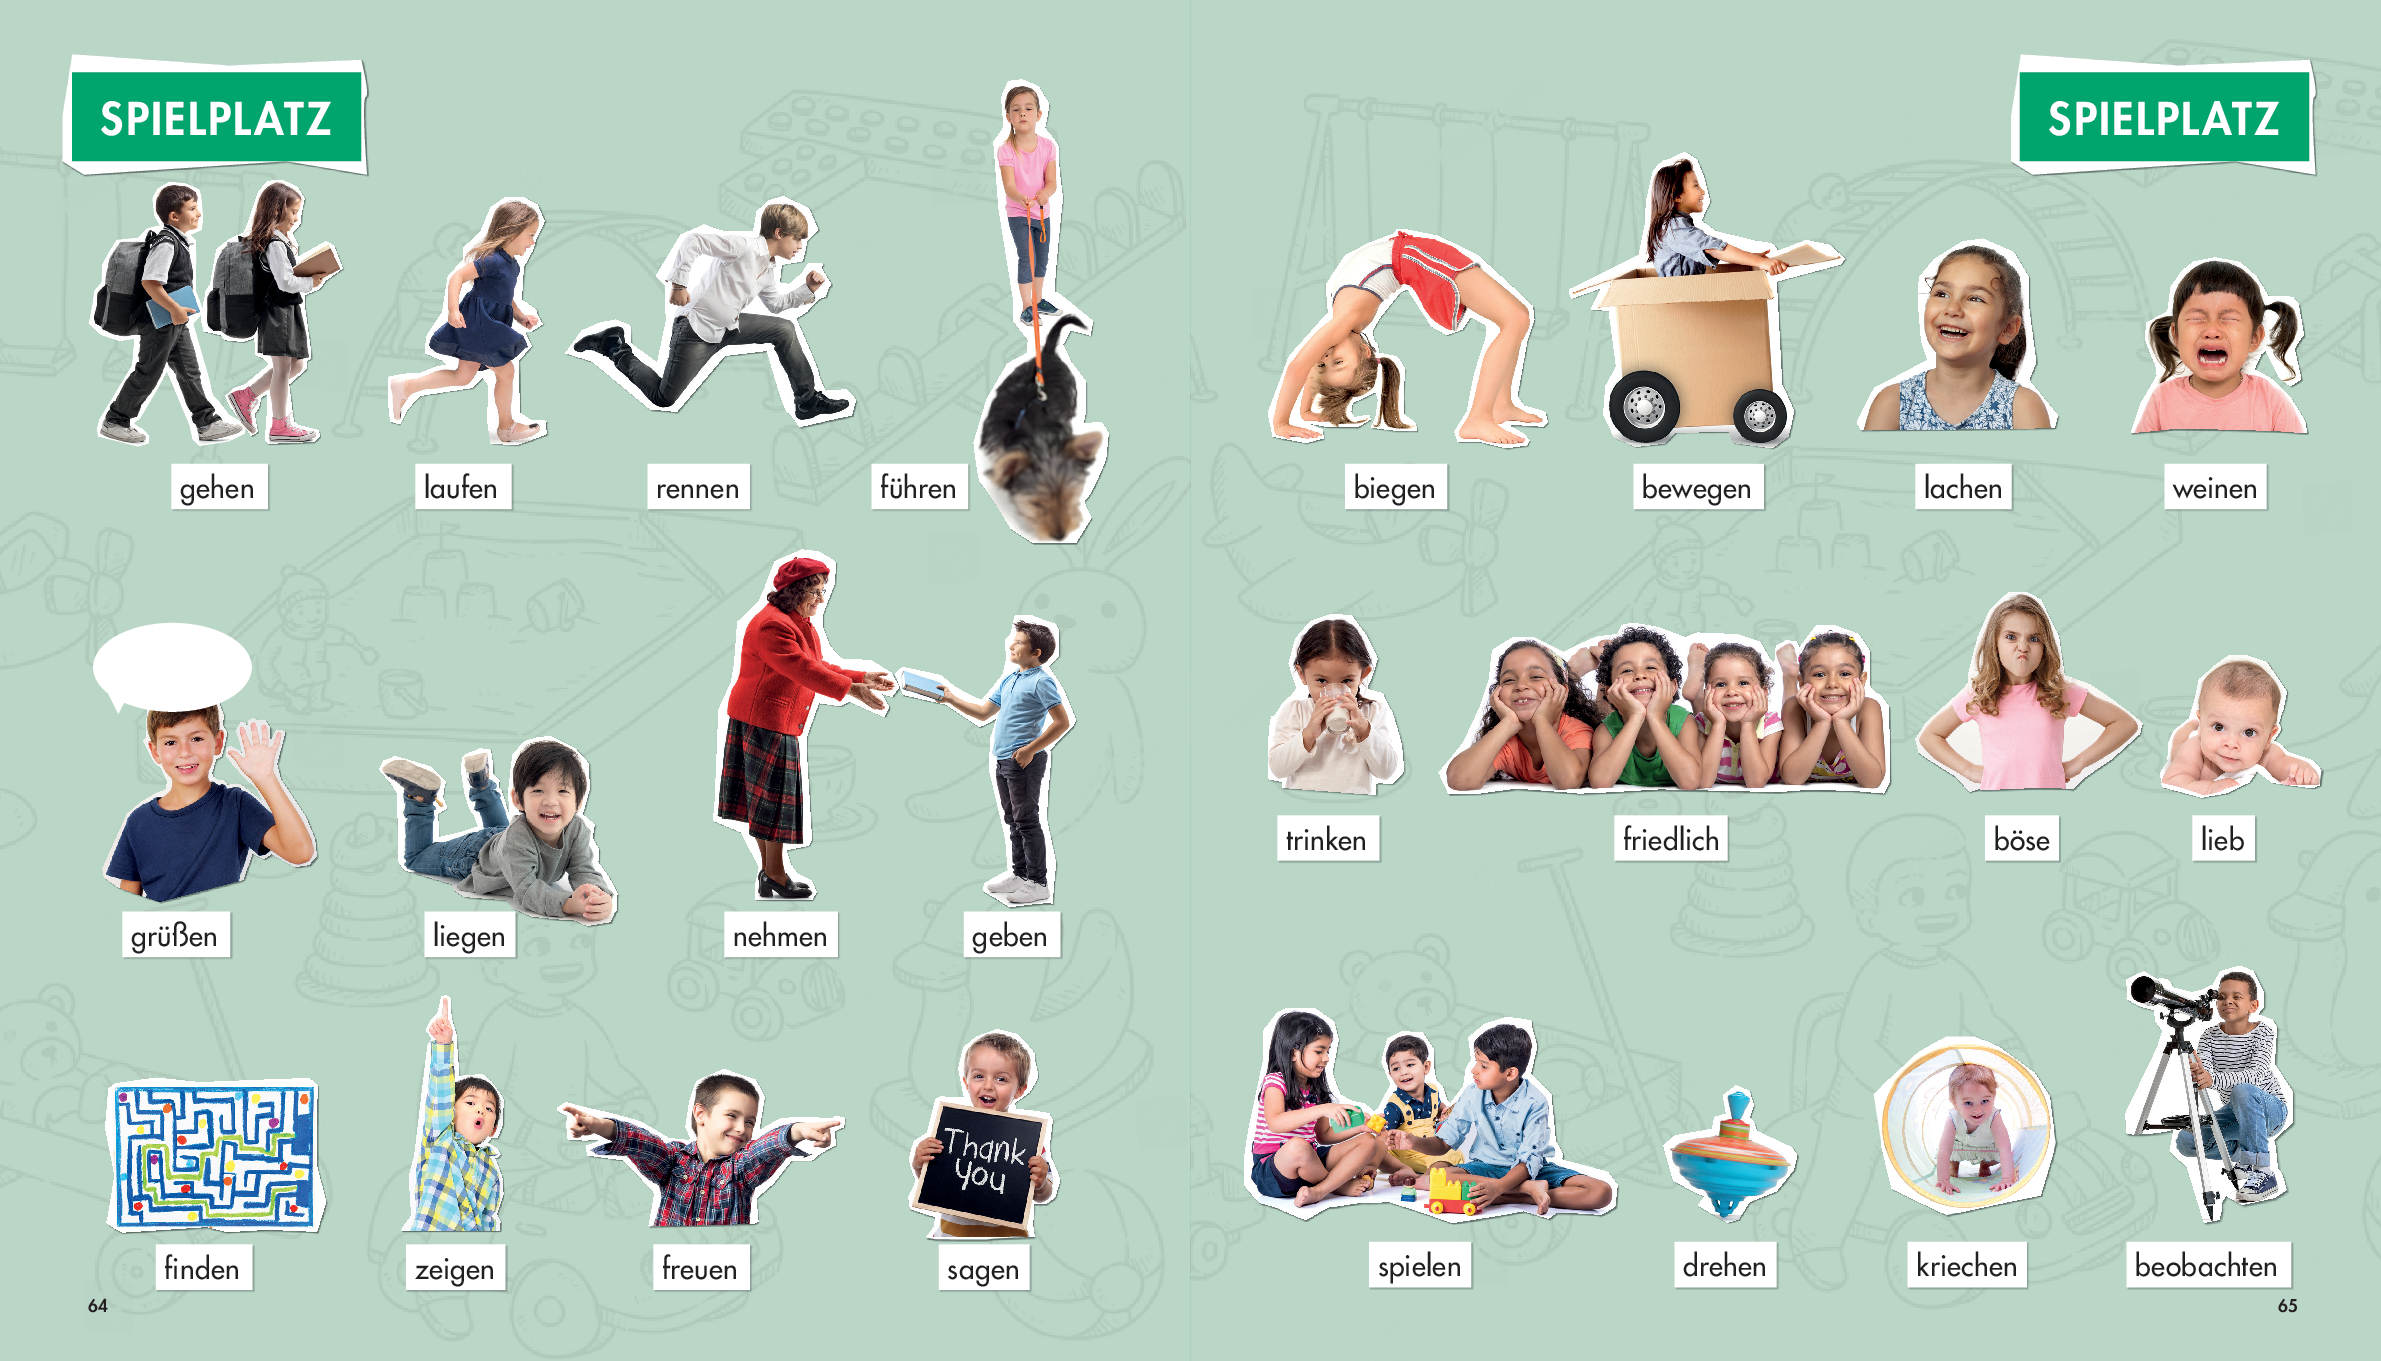 SPIELPLATZ
gehen
laufen
rennen
führen
grüßen
liegen
nehmen
geben
finden
zeigen
freuen
Thank
you
sagen
64
SPIELPLATZ
biegen
bewegen
lachen
weinen
trinken
friedlich
böse
lieb
spielen
drehen
kriechen
beobachten
65